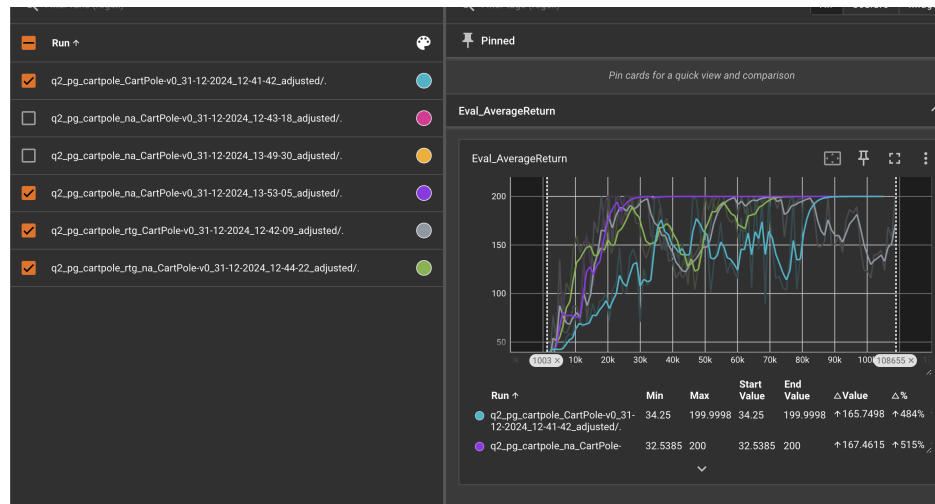 Run ↑
q2_pg_cartpole_CartPole-v0_31-12-2024_12-41-42_adjusted/.
q2_pg_cartpole_na_CartPole-v0_31-12-2024_12-43-18_adjusted/.
q2_pg_cartpole_na_CartPole-v0_31-12-2024_13-49-30_adjusted/.
q2_pg_cartpole_na_CartPole-v0_31-12-2024_13-53-05_adjusted/.
q2_pg_cartpole_rtg_CartPole-v0_31-12-2024_12-42-09_adjusted/.
q2_pg_cartpole_rtg_na_CartPole-v0_31-12-2024_12-44-22_adjusted/.
Pinned
Pin cards for a quick view and comparison
Eval_AverageReturn
Eval_AverageReturn
200
150
100
50
1003 × 10k 20k 30k 40k 50k 60k 70k 80k 90k 108655 ×
Run ↑ Min Max Start Value End Value △Value △%
q2_pg_cartpole_CartPole-v0_31- 34.25 199.9998 34.25 199.9998 ↑165.7498 ↑484%
12-2024_12-41-42_adjusted/.
q2_pg_cartpole_na_CartPole- 32.5385 200 32.5385 200 ↑167.4615 ↑515%